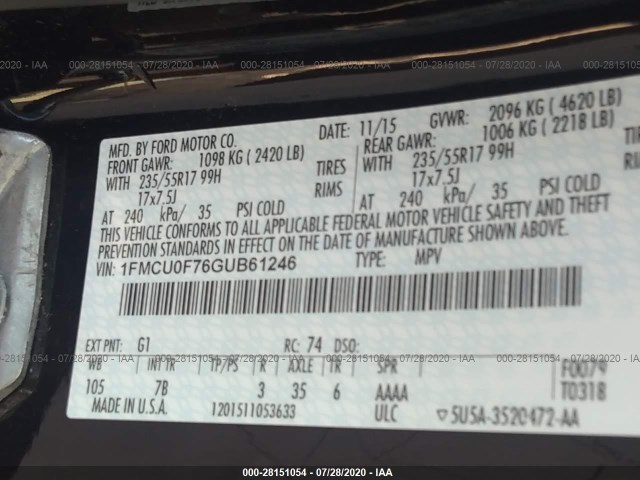 000-28151054 / 07/28/2020 - IAA
MFD. BY FORD MOTOR CO. DATE: 11/15 GVWR: 2096 KG ( 4620 LB)
FRONT GAWR: 1098 KG ( 2420 LB) REAR GAWR: 1006 KG ( 2218 LB)
WITH 235/55R17 99H TIRES WITH 235/55R17 99H
17x7.5J RIMS 17x7.5J
AT 240 kPa/ 35 PSI COLD AT 240 kPa/ 35 PSI COLD
THIS VEHICLE CONFORMS TO ALL APPLICABLE FEDERAL MOTOR VEHICLE SAFETY AND THEFT
PREVENTION STANDARDS IN EFFECT ON THE DATE OF MANUFACTURE SHOWN ABOVE.
VIN: 1FMCU0F76GUB61246 TYPE: MPV
EXT PNT: G1 RC: 74 DSO:
WB INT TR TP/PS R AXLE TR SPR F0079
105 7B 3 35 6 AAAA T0318
MADE IN U.S.A. 1201511053633 ULC 5U5A-3520472-AA
000-28151054 / 07/28/2020 - IAA